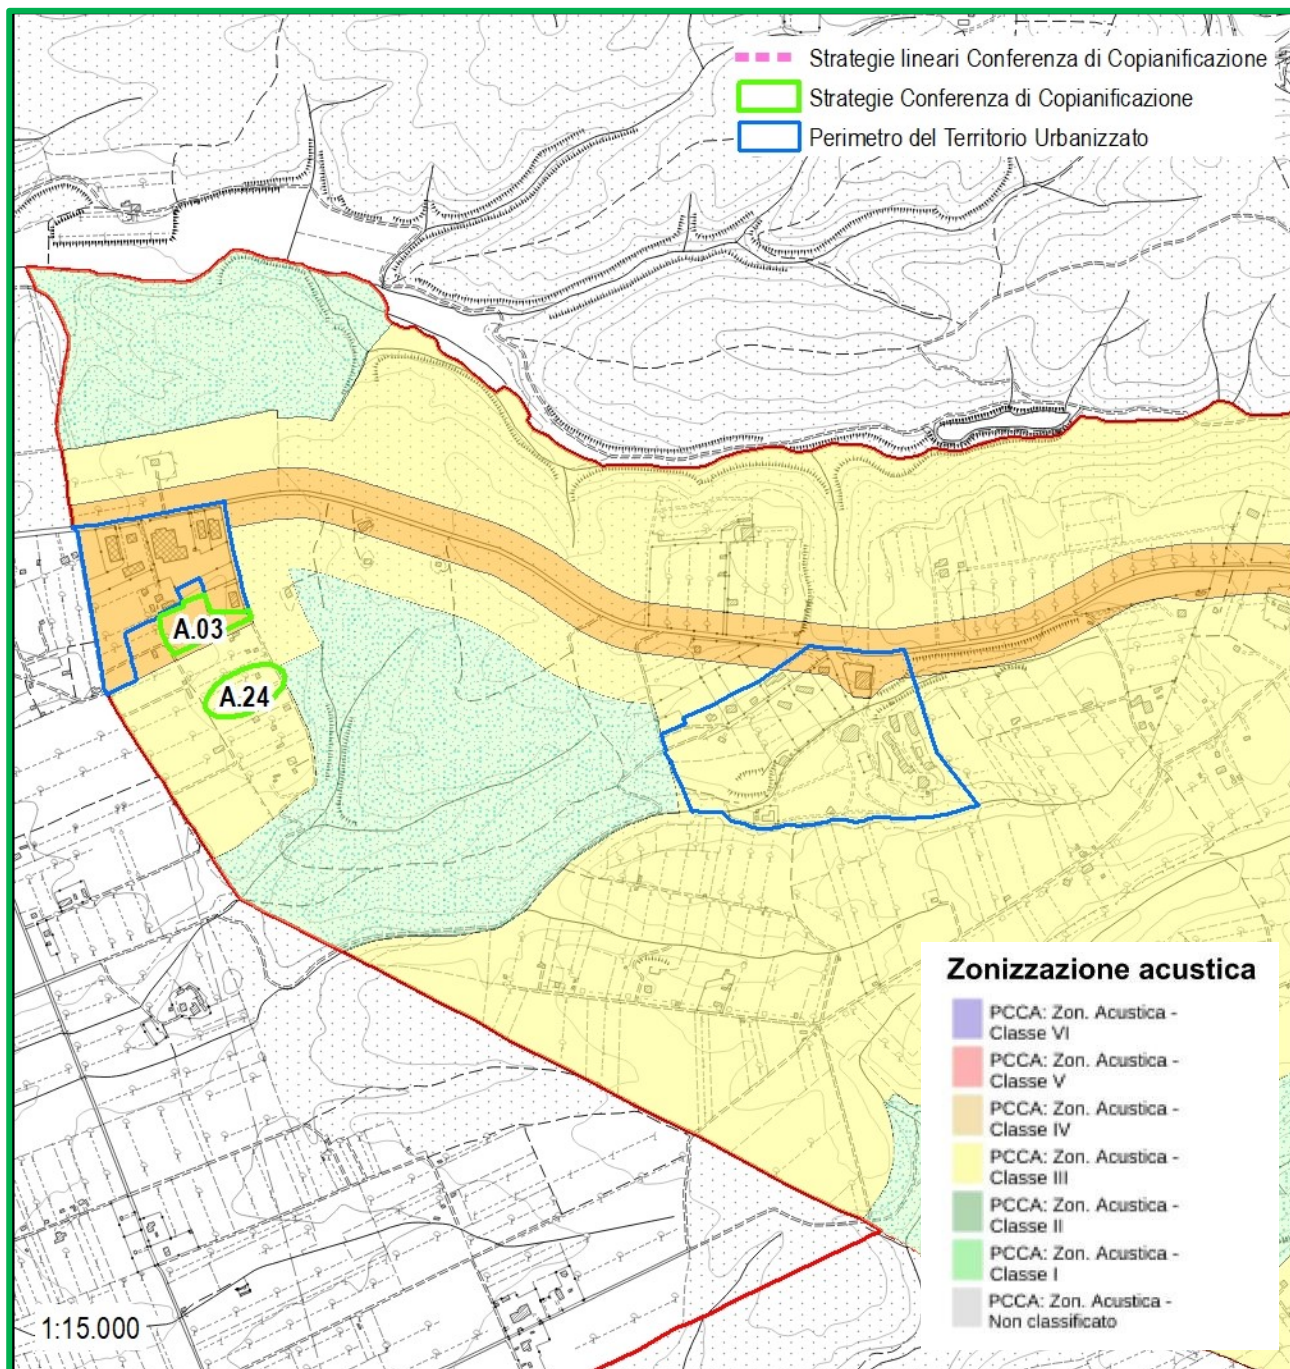 Strategie lineari Conferenza di Copianificazione
Strategie Conferenza di Copianificazione
Perimetro del Territorio Urbanizzato
A.03
A.24
Zonizzazione acustica
PCCA: Zon. Acustica -
Classe VI
PCCA: Zon. Acustica -
Classe V
PCCA: Zon. Acustica -
Classe IV
PCCA: Zon. Acustica -
Classe III
PCCA: Zon. Acustica -
Classe II
PCCA: Zon. Acustica -
Classe I
PCCA: Zon. Acustica -
Non classificato
1:15.000